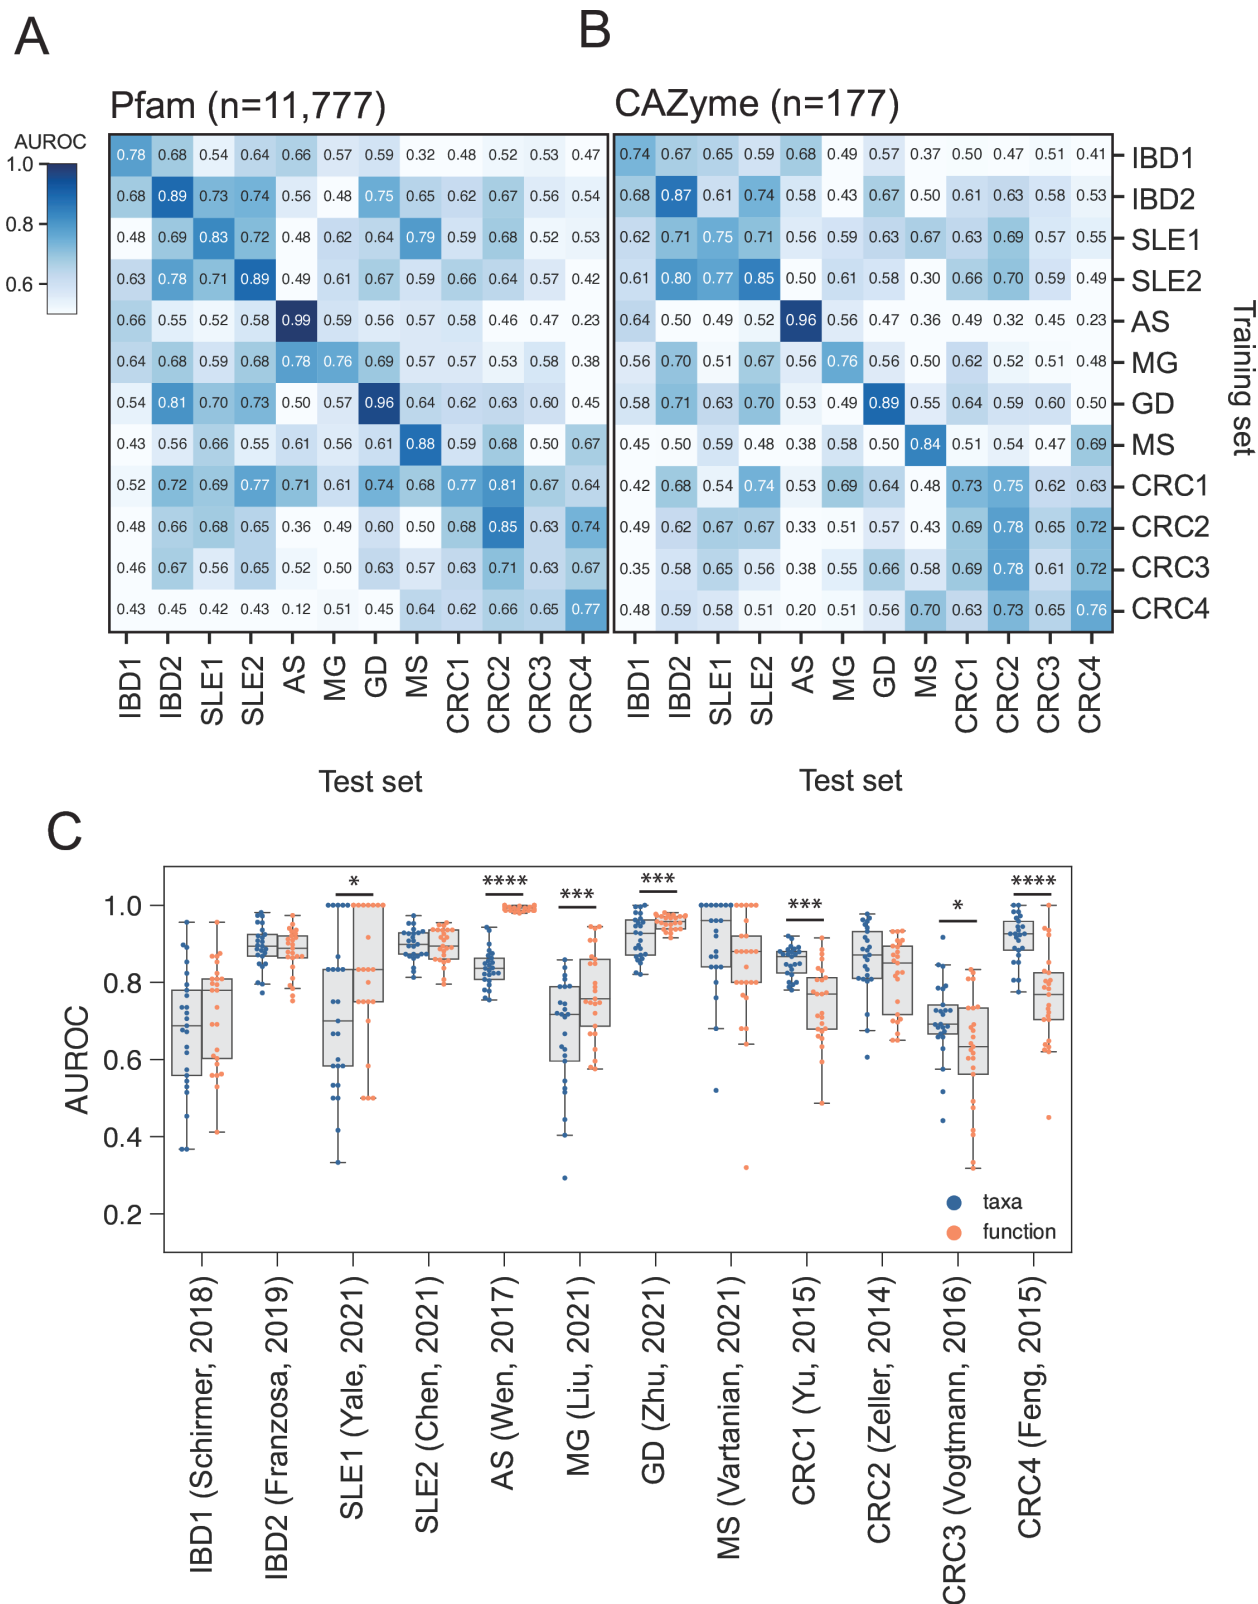 A
B
Pfam (n=11,777)
CAZyme (n=177)
AUROC
1.0
0.8
0.6
0.78 0.68 0.54 0.64 0.66 0.57 0.59 0.32 0.48 0.52 0.53 0.47
0.68 0.89 0.73 0.74 0.56 0.48 0.75 0.65 0.62 0.67 0.56 0.54
0.48 0.69 0.83 0.72 0.48 0.62 0.64 0.79 0.59 0.68 0.52 0.53
0.63 0.78 0.71 0.89 0.49 0.61 0.67 0.59 0.66 0.64 0.57 0.42
0.66 0.55 0.52 0.58 0.99 0.59 0.56 0.57 0.58 0.46 0.47 0.23
0.64 0.68 0.59 0.68 0.78 0.76 0.69 0.57 0.57 0.53 0.58 0.38
0.54 0.81 0.70 0.73 0.50 0.57 0.96 0.64 0.62 0.63 0.60 0.45
0.43 0.56 0.66 0.55 0.61 0.56 0.61 0.88 0.59 0.68 0.50 0.67
0.52 0.72 0.69 0.77 0.71 0.61 0.74 0.68 0.77 0.81 0.67 0.64
0.48 0.66 0.68 0.65 0.36 0.49 0.60 0.50 0.68 0.85 0.63 0.74
0.46 0.67 0.56 0.65 0.52 0.50 0.63 0.57 0.63 0.71 0.63 0.67
0.43 0.45 0.42 0.43 0.12 0.51 0.45 0.64 0.62 0.66 0.65 0.77
IBD1 IBD2 SLE1 SLE2 AS MG GD MS CRC1 CRC2 CRC3 CRC4
Test set
0.74 0.67 0.65 0.59 0.68 0.49 0.57 0.37 0.50 0.47 0.51 0.41 IBD1
0.68 0.87 0.61 0.74 0.58 0.43 0.67 0.50 0.61 0.63 0.58 0.53 IBD2
0.62 0.71 0.75 0.71 0.56 0.59 0.63 0.67 0.63 0.69 0.57 0.55 SLE1
0.61 0.80 0.77 0.85 0.50 0.61 0.58 0.30 0.66 0.70 0.59 0.49 SLE2
0.64 0.50 0.49 0.52 0.96 0.56 0.47 0.36 0.49 0.32 0.45 0.23 AS
0.56 0.70 0.51 0.67 0.56 0.76 0.56 0.50 0.62 0.52 0.51 0.48 MG
0.58 0.71 0.63 0.70 0.53 0.49 0.89 0.55 0.64 0.59 0.60 0.50 GD
0.45 0.50 0.59 0.48 0.38 0.58 0.50 0.84 0.51 0.54 0.47 0.69 MS
0.42 0.68 0.54 0.74 0.53 0.69 0.64 0.48 0.73 0.75 0.62 0.63 CRC1
0.49 0.62 0.67 0.67 0.33 0.51 0.57 0.43 0.69 0.78 0.65 0.72 CRC2
0.35 0.58 0.65 0.56 0.38 0.55 0.66 0.58 0.69 0.78 0.61 0.72 CRC3
0.48 0.59 0.58 0.51 0.20 0.51 0.56 0.70 0.63 0.73 0.65 0.76 CRC4
Training set
IBD1 IBD2 SLE1 SLE2 AS MG GD MS CRC1 CRC2 CRC3 CRC4
Test set
C
AUROC
1.0
0.8
0.6
0.4
0.2
* **** *** *** *** * ****
taxa
function
IBD1 (Schirmer, 2018)
IBD2 (Franzosa, 2019)
SLE1 (Yale, 2021)
SLE2 (Chen, 2021)
AS (Wen, 2017)
MG (Liu, 2021)
GD (Zhu, 2021)
MS (Vartanian, 2021)
CRC1 (Yu, 2015)
CRC2 (Zeller, 2014)
CRC3 (Vogtmann, 2016)
CRC4 (Feng, 2015)